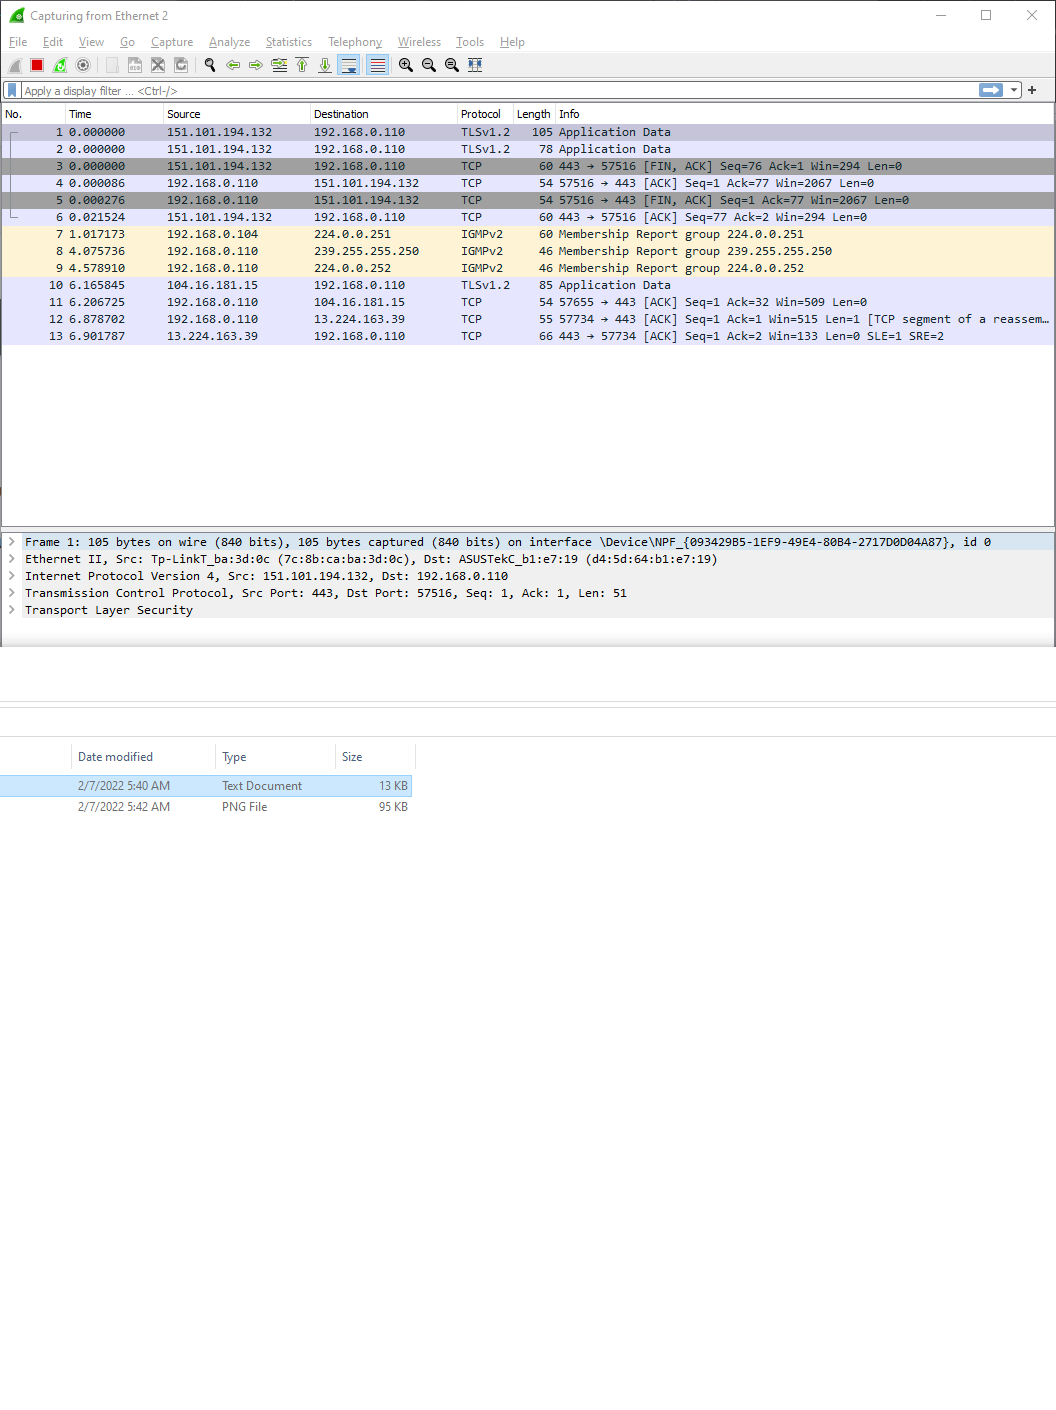 Capturing from Ethernet 2
File Edit View Go Capture Analyze Statistics Telephony Wireless Tools Help
Apply a display filter ... <Ctrl-/>
No. Time Source Destination Protocol Length Info
1 0.000000 151.101.194.132 192.168.0.110 TLSv1.2 105 Application Data
2 0.000000 151.101.194.132 192.168.0.110 TLSv1.2 78 Application Data
3 0.000000 151.101.194.132 192.168.0.110 TCP 60 443 → 57516 [FIN, ACK] Seq=76 Ack=1 Win=294 Len=0
4 0.000086 192.168.0.110 151.101.194.132 TCP 54 57516 → 443 [ACK] Seq=1 Ack=77 Win=2067 Len=0
5 0.000276 192.168.0.110 151.101.194.132 TCP 54 57516 → 443 [FIN, ACK] Seq=1 Ack=77 Win=2067 Len=0
6 0.021524 151.101.194.132 192.168.0.110 TCP 60 443 → 57516 [ACK] Seq=77 Ack=2 Win=294 Len=0
7 1.017173 192.168.0.104 224.0.0.251 IGMPv2 60 Membership Report group 224.0.0.251
8 4.075736 192.168.0.110 239.255.255.250 IGMPv2 46 Membership Report group 239.255.255.250
9 4.578910 192.168.0.110 224.0.0.252 IGMPv2 46 Membership Report group 224.0.0.252
10 6.165845 104.16.181.15 192.168.0.110 TLSv1.2 85 Application Data
11 6.206725 192.168.0.110 104.16.181.15 TCP 54 57655 → 443 [ACK] Seq=1 Ack=32 Win=509 Len=0
12 6.878702 192.168.0.110 13.224.163.39 TCP 55 57734 → 443 [ACK] Seq=1 Ack=1 Win=515 Len=1 [TCP segment of a reassem…
13 6.901787 13.224.163.39 192.168.0.110 TCP 66 443 → 57734 [ACK] Seq=1 Ack=2 Win=133 Len=0 SLE=1 SRE=2
Frame 1: 105 bytes on wire (840 bits), 105 bytes captured (840 bits) on interface \Device\NPF_{093429B5-1EF9-49E4-80B4-2717D0D04A87}, id 0
Ethernet II, Src: Tp-LinkT_ba:3d:0c (7c:8b:ca:ba:3d:0c), Dst: ASUSTekC_b1:e7:19 (d4:5d:64:b1:e7:19)
Internet Protocol Version 4, Src: 151.101.194.132, Dst: 192.168.0.110
Transmission Control Protocol, Src Port: 443, Dst Port: 57516, Seq: 1, Ack: 1, Len: 51
Transport Layer Security
Date modified Type Size
2/7/2022 5:40 AM Text Document 13 KB
2/7/2022 5:42 AM PNG File 95 KB